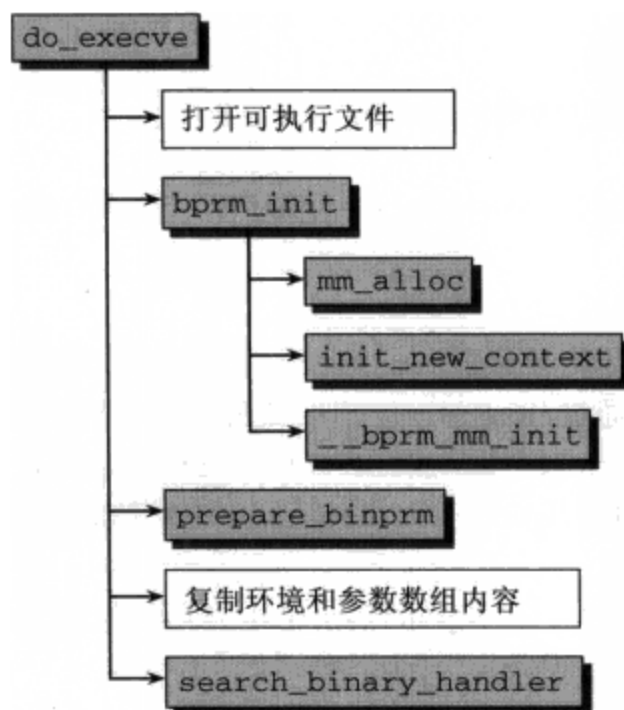 do_execve
打开可执行文件
bprm_init
mm_alloc
init_new_context
__bprm_mm_init
prepare_binprm
复制环境和参数数组内容
search_binary_handler